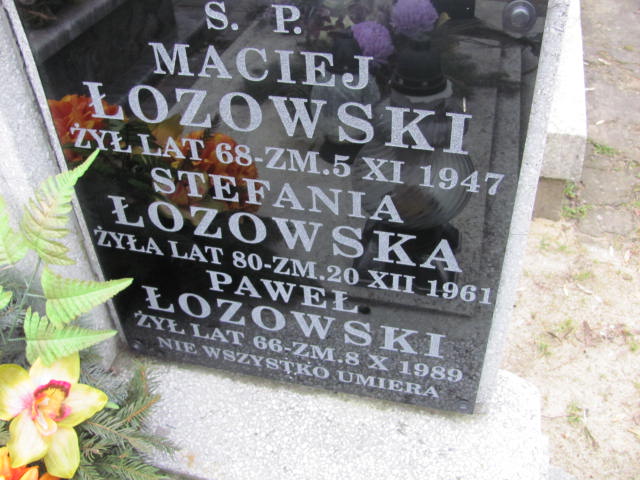 S. P.
MACIEJ
ŁOZOWSKI
ŻYŁ LAT 68-ZM.5 XI 1947
STEFANIA
ŁOZOWSKA
ŻYŁA LAT 80-ZM.20 XII 1961
PAWEŁ
ŁOZOWSKI
ŻYŁ LAT 66-ZM.8 X 1989
NIE WSZYSTKO UMIERA